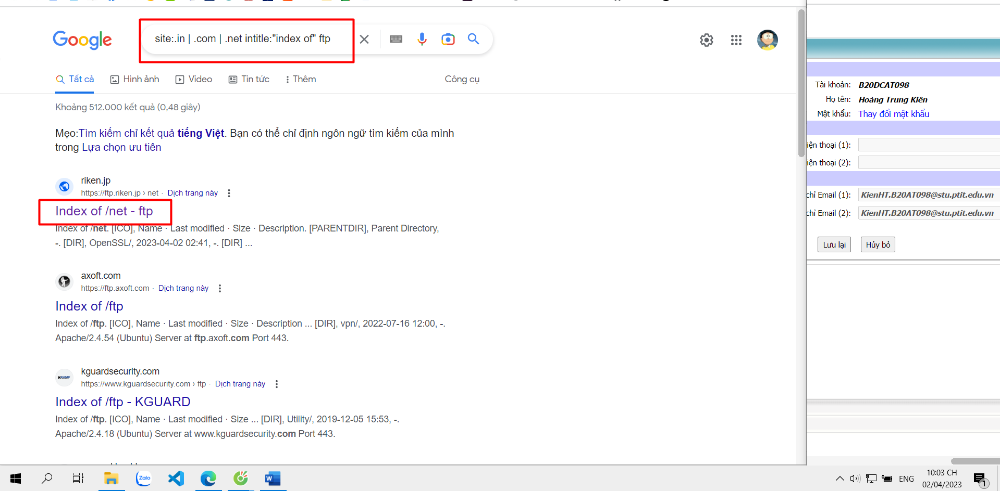 Google
site:.in | .com | .net intitle:"index of" ftp
Tất cả
Hình ảnh
Video
Tin tức
Thêm
Công cụ
Khoảng 512.000 kết quả (0,48 giây)
Mẹo:Tìm kiếm chỉ kết quả tiếng Việt. Bạn có thể chỉ định ngôn ngữ tìm kiếm của mình
trong Lựa chọn ưu tiên
riken.jp
https://ftp.riken.jp › net · Dịch trang này
Index of /net - ftp
Index of /net. [ICO], Name · Last modified · Size · Description. [PARENTDIR], Parent Directory,
-. [DIR], OpenSSL/, 2023-04-02 02:41, -. [DIR] ...
axoft.com
https://ftp.axoft.com · Dịch trang này
Index of /ftp
Index of /ftp. [ICO], Name · Last modified · Size · Description ... [DIR], vpn/, 2022-07-16 12:00, -.
Apache/2.4.54 (Ubuntu) Server at ftp.axoft.com Port 443.
KGUARD
kguardsecurity.com
https://www.kguardsecurity.com › ftp · Dịch trang này
Index of /ftp - KGUARD
Index of /ftp. [ICO], Name · Last modified · Size ... [DIR], Utility/, 2019-12-05 15:53, -.
Apache/2.4.18 (Ubuntu) Server at www.kguardsecurity.com Port 443.
Tài khoản: B20DCAT098
Họ tên: Hoàng Trung Kiên
Mật khẩu: Thay đổi mật khẩu
iện thoại (1):
iện thoại (2):
chỉ Email (1): KienHT.B20AT098@stu.ptit.edu.vn
chỉ Email (2): KienHT.B20AT098@stu.ptit.edu.vn
Lưu lại
Hủy bỏ
Zalo
W
ENG
10:03 CH
02/04/2023
1